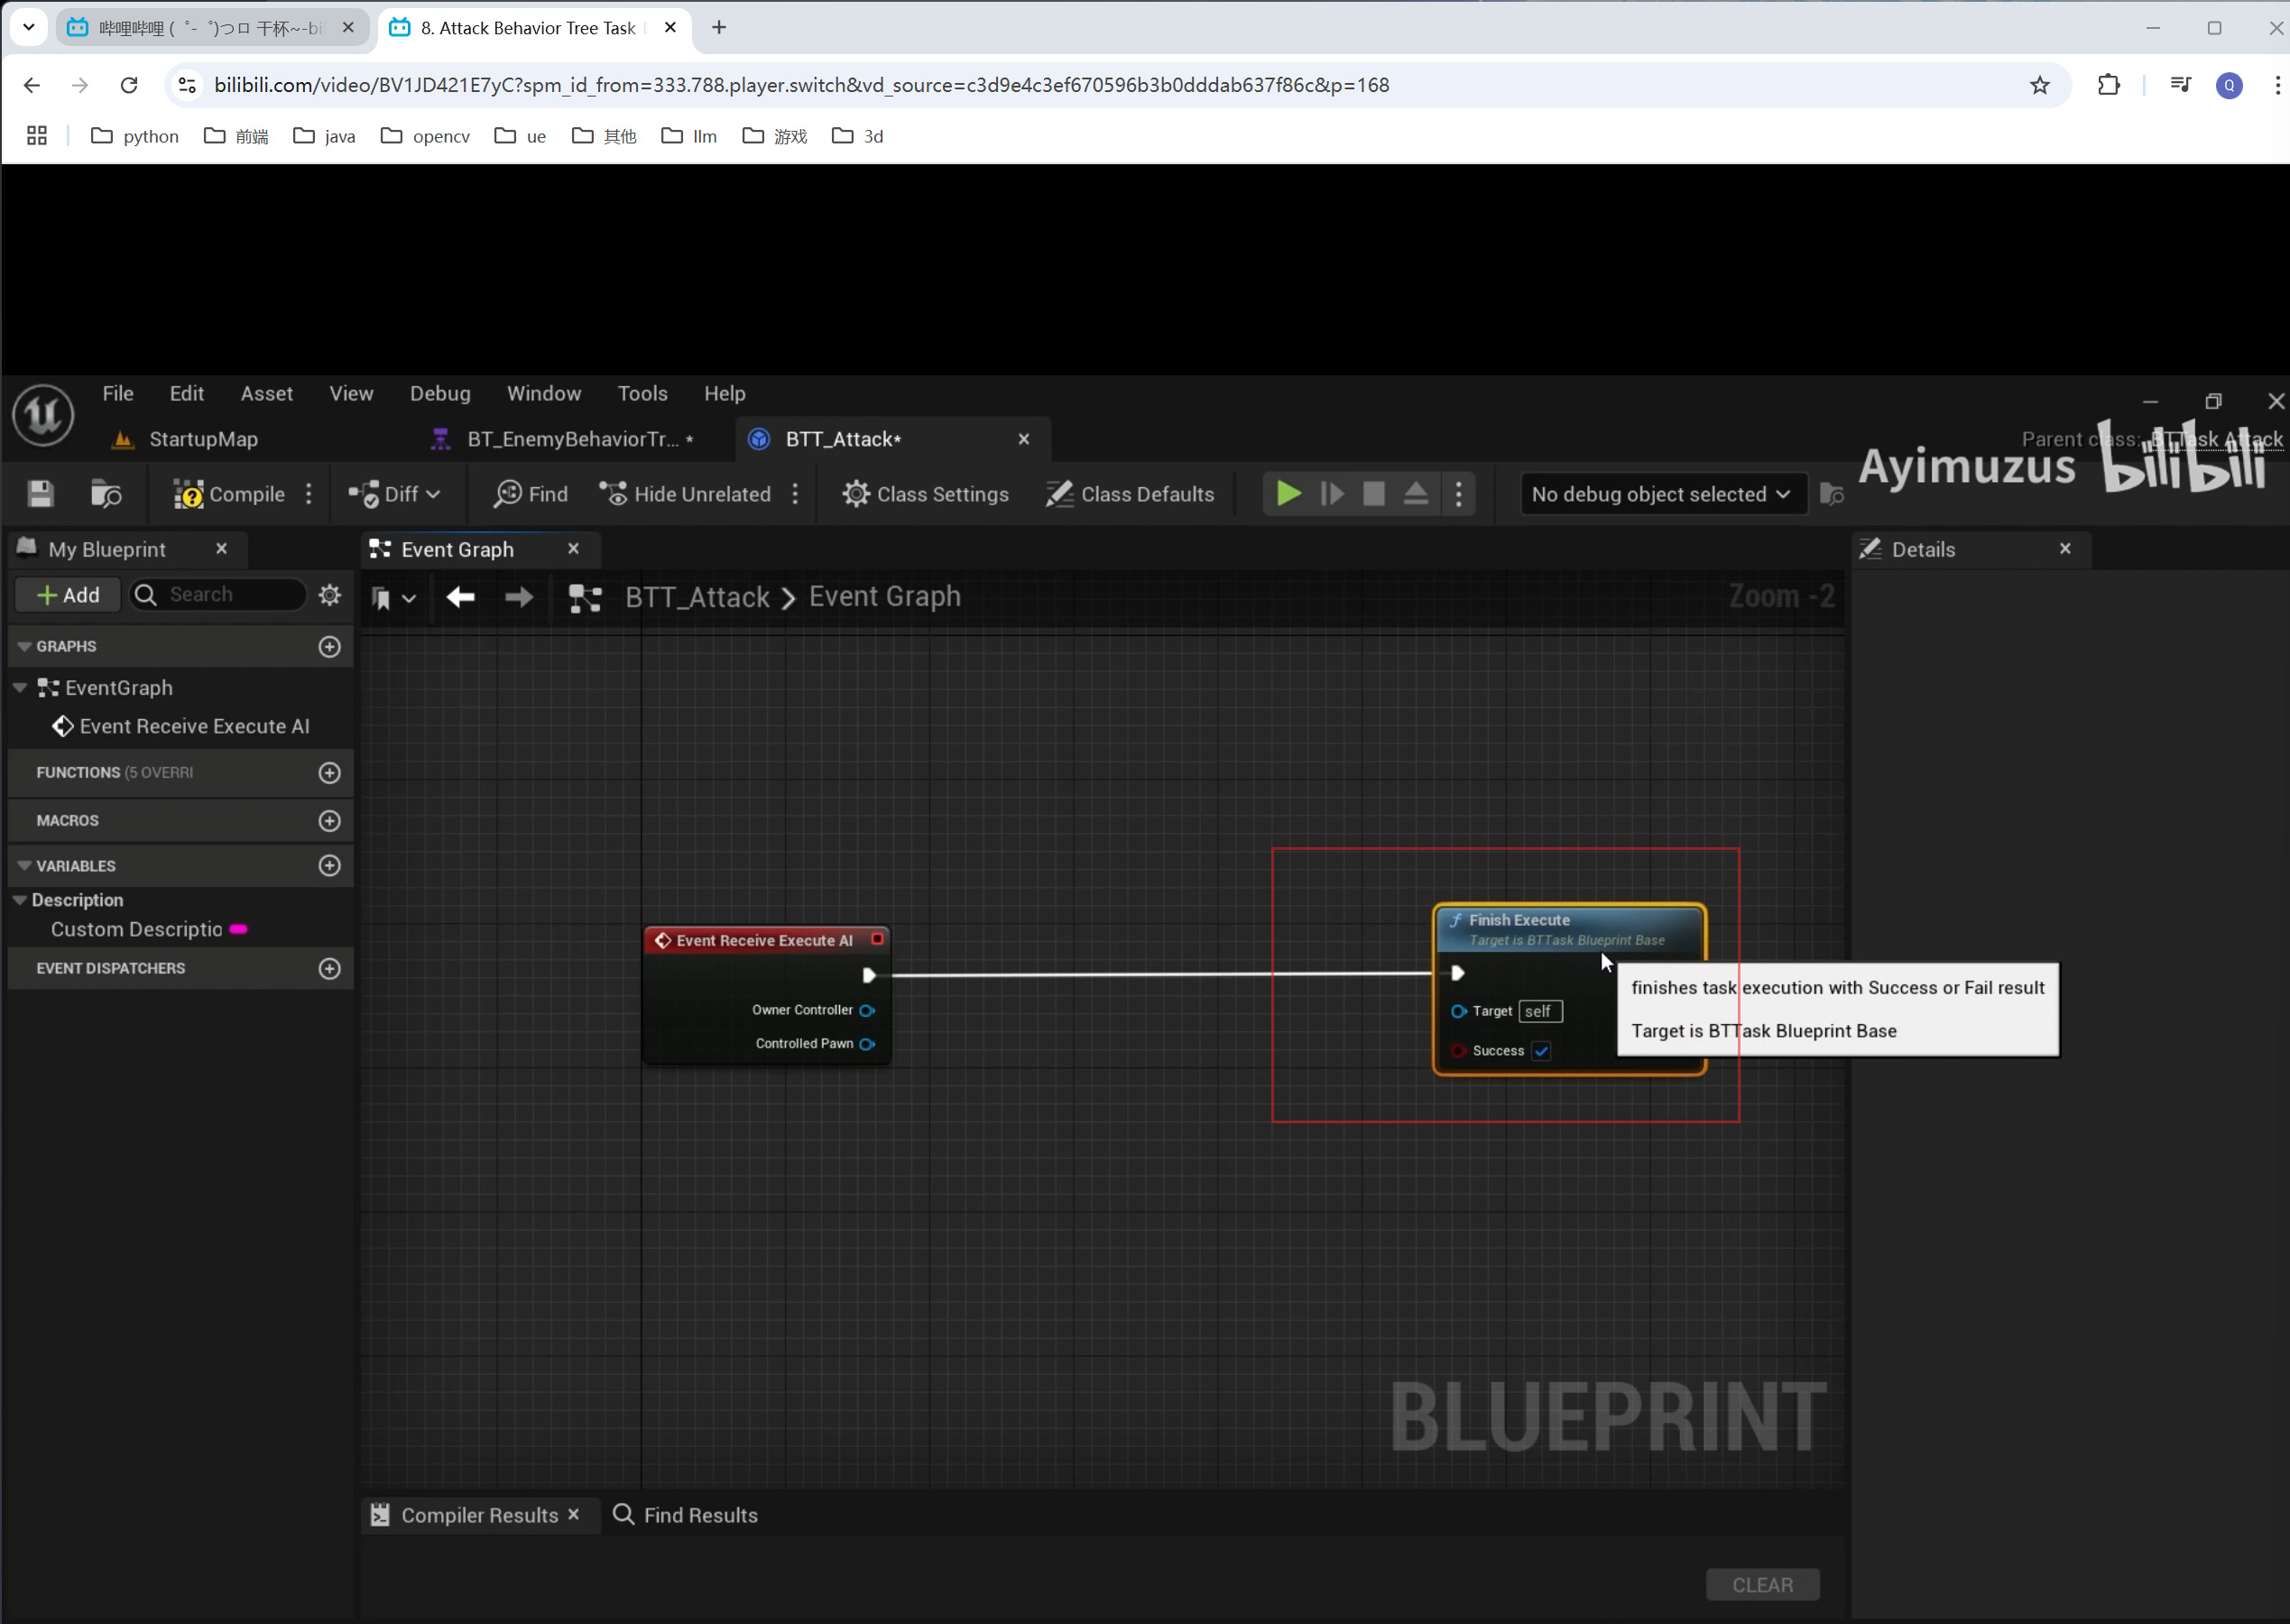 哔哩哔哩 (゜-゜)つロ 干杯~-bi
8. Attack Behavior Tree Task
bilibili.com/video/BV1JD421E7yC?spm_id_from=333.788.player.switch&vd_source=c3d9e4c3ef670596b3b0dddab637f86c&p=168
Q
python 前端 java opencv ue 其他 llm 游戏 3d
File Edit Asset View Debug Window Tools Help
StartupMap BT_EnemyBehaviorTr... * BTT_Attack*
Parent class: BTTask Attack
Ayimuzus bilibili
Compile Diff Find Hide Unrelated Class Settings Class Defaults No debug object selected
My Blueprint Event Graph Details
Add Search BTT_Attack > Event Graph Zoom -2
GRAPHS
EventGraph
Event Receive Execute AI
FUNCTIONS (5 OVERRI
MACROS
VARIABLES
Description
Custom Descriptio
EVENT DISPATCHERS
Event Receive Execute AI
Owner Controller
Controlled Pawn
Finish Execute
Target is BTTask Blueprint Base
Target self
Success
finishes task execution with Success or Fail result
Target is BTTask Blueprint Base
BLUEPRINT
Compiler Results Find Results
CLEAR